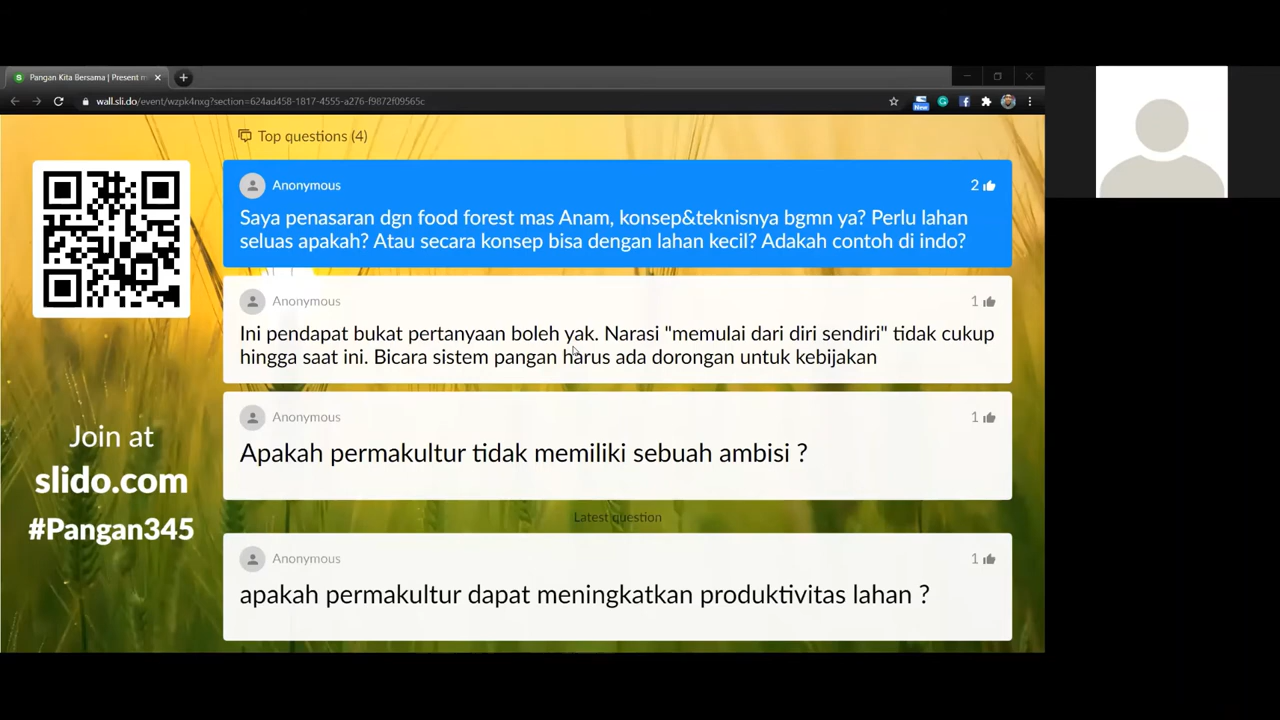 Pangan Kita Bersama | Present m
wall.sli.do/event/wzpk4nxg?section=624ad458-1817-4555-a276-f9872f09565c
New
Top questions (4)
Anonymous
2
Saya penasaran dgn food forest mas Anam, konsep&teknisnya bgmn ya? Perlu lahan
seluas apakah? Atau secara konsep bisa dengan lahan kecil? Adakah contoh di indo?
Anonymous
1
Ini pendapat bukat pertanyaan boleh yak. Narasi "memulai dari diri sendiri" tidak cukup
hingga saat ini. Bicara sistem pangan harus ada dorongan untuk kebijakan
Anonymous
1
Apakah permakultur tidak memiliki sebuah ambisi ?
Latest question
Anonymous
1
apakah permakultur dapat meningkatkan produktivitas lahan ?
Join at
slido.com
#Pangan345